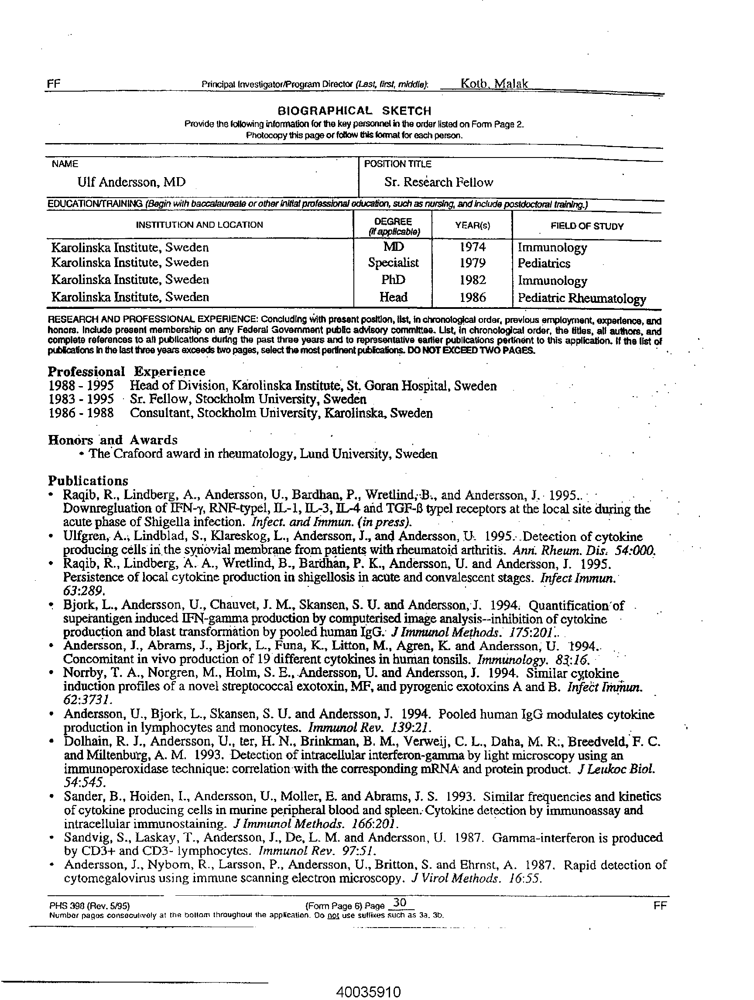 FF Principal Investigator/Program Director (Last, first, middle): Kotb, Malak
BIOGRAPHICAL SKETCH
Provide the following information for the key personnel in the order listed on Form Page 2.
Photocopy this page or follow this format for each person.
NAME POSITION TITLE
Ulf Andersson, MD Sr. Research Fellow
EDUCATION/TRAINING (Begin with baccalaureate or other initial professional education, such as nursing, and include postdoctoral training.)
INSTITUTION AND LOCATION DEGREE (if applicable) YEAR(s) FIELD OF STUDY
Karolinska Institute, Sweden MD 1974 Immunology
Karolinska Institute, Sweden Specialist 1979 Pediatrics
Karolinska Institute, Sweden PhD 1982 Immunology
Karolinska Institute, Sweden Head 1986 Pediatric Rheumatology
RESEARCH AND PROFESSIONAL EXPERIENCE: Concluding with present position, list, in chronological order, previous employment, experience, and
honors. Include present membership on any Federal Government public advisory committee. List, in chronological order, the titles, all authors, and
complete references to all publications during the past three years and to representative earlier publications pertinent to this application. If the list of
publications in the last three years exceeds two pages, select the most pertinent publications. DO NOT EXCEED TWO PAGES.
Professional Experience
1988 - 1995 Head of Division, Karolinska Institute, St. Goran Hospital, Sweden
1983 - 1995 Sr. Fellow, Stockholm University, Sweden
1986 - 1988 Consultant, Stockholm University, Karolinska, Sweden
Honors and Awards
• The Crafoord award in rheumatology, Lund University, Sweden
Publications
• Raqib, R., Lindberg, A., Andersson, U., Bardhan, P., Wretlind, B., and Andersson, J. 1995.
Downregluation of IFN-γ, RNF-typeI, IL-1, IL-3, IL-4 and TGF-ß typeI receptors at the local site during the
acute phase of Shigella infection. Infect. and Immun. (in press).
• Ulfgren, A., Lindblad, S., Klareskog, L., Andersson, J., and Andersson, U. 1995. Detection of cytokine
producing cells in the synovial membrane from patients with rheumatoid arthritis. Ann. Rheum. Dis. 54:000.
• Raqib, R., Lindberg, A. A., Wretlind, B., Bardhan, P. K., Andersson, U. and Andersson, J. 1995.
Persistence of local cytokine production in shigellosis in acute and convalescent stages. Infect Immun.
63:289.
• Bjork, L., Andersson, U., Chauvet, J. M., Skansen, S. U. and Andersson, J. 1994. Quantification of
superantigen induced IFN-gamma production by computerised image analysis--inhibition of cytokine
production and blast transformation by pooled human IgG. J Immunol Methods. 175:201.
• Andersson, J., Abrams, J., Bjork, L., Funa, K., Litton, M., Agren, K. and Andersson, U. 1994.
Concomitant in vivo production of 19 different cytokines in human tonsils. Immunology. 83:16.
• Norrby, T. A., Norgren, M., Holm, S. E., Andersson, U. and Andersson, J. 1994. Similar cytokine
induction profiles of a novel streptococcal exotoxin, MF, and pyrogenic exotoxins A and B. Infect Immun.
62:3731.
• Andersson, U., Bjork, L., Skansen, S. U. and Andersson, J. 1994. Pooled human IgG modulates cytokine
production in lymphocytes and monocytes. Immunol Rev. 139:21.
• Dolhain, R. J., Andersson, U., ter, H. N., Brinkman, B. M., Verweij, C. L., Daha, M. R., Breedveld, F. C.
and Miltenburg, A. M. 1993. Detection of intracellular interferon-gamma by light microscopy using an
immunoperoxidase technique: correlation with the corresponding mRNA and protein product. J Leukoc Biol.
54:545.
• Sander, B., Hoiden, I., Andersson, U., Moller, E. and Abrams, J. S. 1993. Similar frequencies and kinetics
of cytokine producing cells in murine peripheral blood and spleen. Cytokine detection by immunoassay and
intracellular immunostaining. J Immunol Methods. 166:201.
• Sandvig, S., Laskay, T., Andersson, J., De, L. M. and Andersson, U. 1987. Gamma-interferon is produced
by CD3+ and CD3- lymphocytes. Immunol Rev. 97:51.
• Andersson, J., Nybom, R., Larsson, P., Andersson, U., Britton, S. and Ehrnst, A. 1987. Rapid detection of
cytomegalovirus using immune scanning electron microscopy. J Virol Methods. 16:55.
PHS 398 (Rev. 5/95) (Form Page 6) Page 30 FF
Number pages consecutively at the bottom throughout the application. Do not use suffixes such as 3a, 3b.
40035910